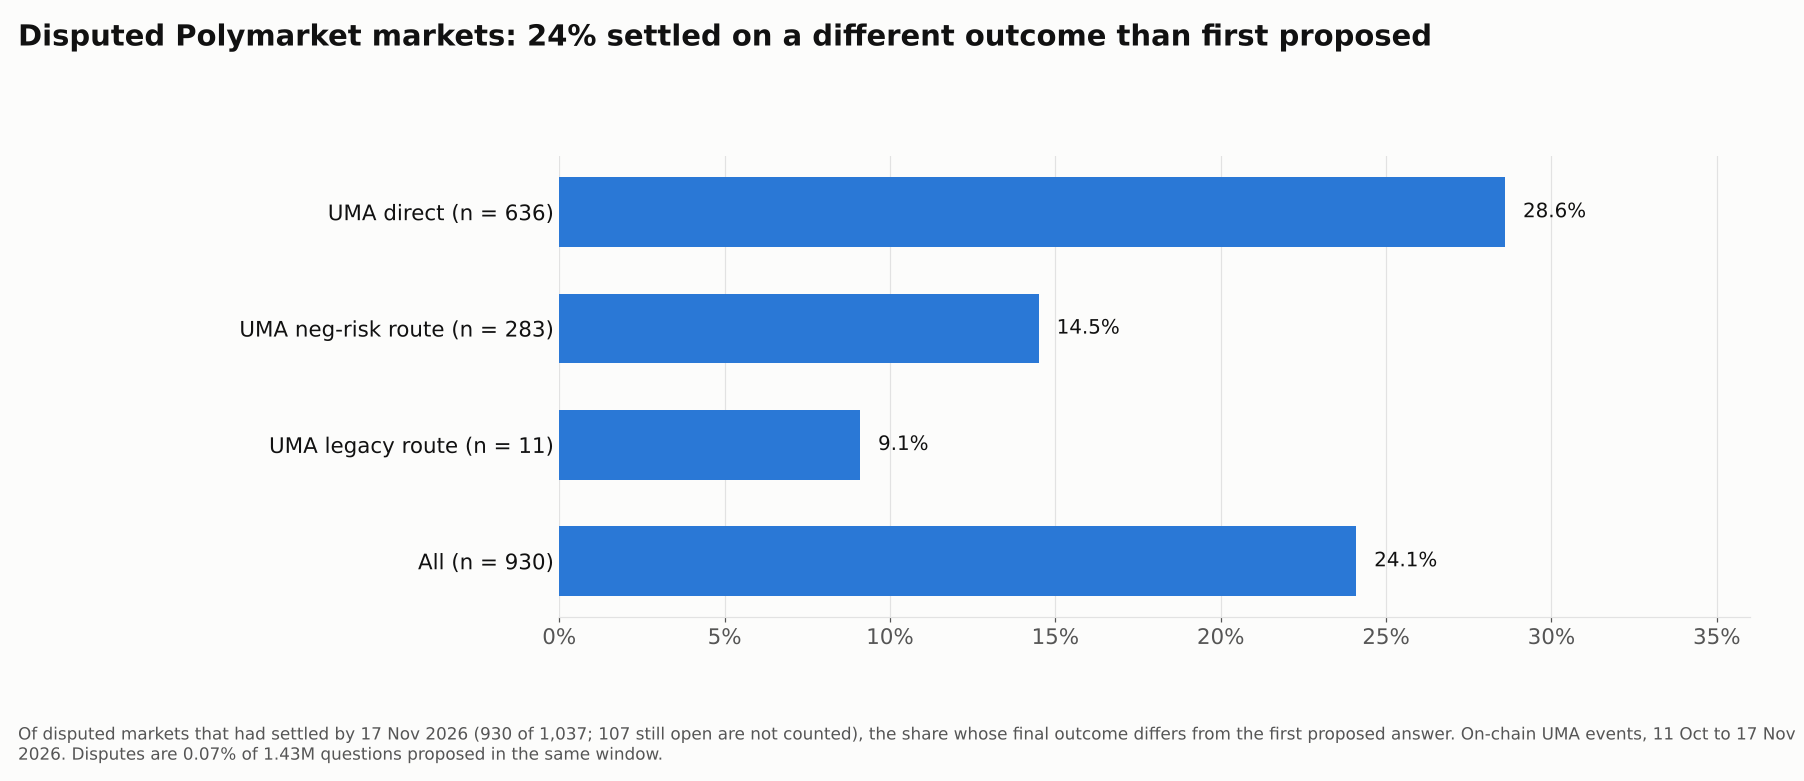 Disputed Polymarket markets: 24% settled on a different outcome than first proposed
UMA direct (n = 636)
28.6%
UMA neg-risk route (n = 283)
14.5%
UMA legacy route (n = 11)
9.1%
All (n = 930)
24.1%
0% 5% 10% 15% 20% 25% 30% 35%
Of disputed markets that had settled by 17 Nov 2026 (930 of 1,037; 107 still open are not counted), the share whose final outcome differs from the first proposed answer. On-chain UMA events, 11 Oct to 17 Nov
2026. Disputes are 0.07% of 1.43M questions proposed in the same window.